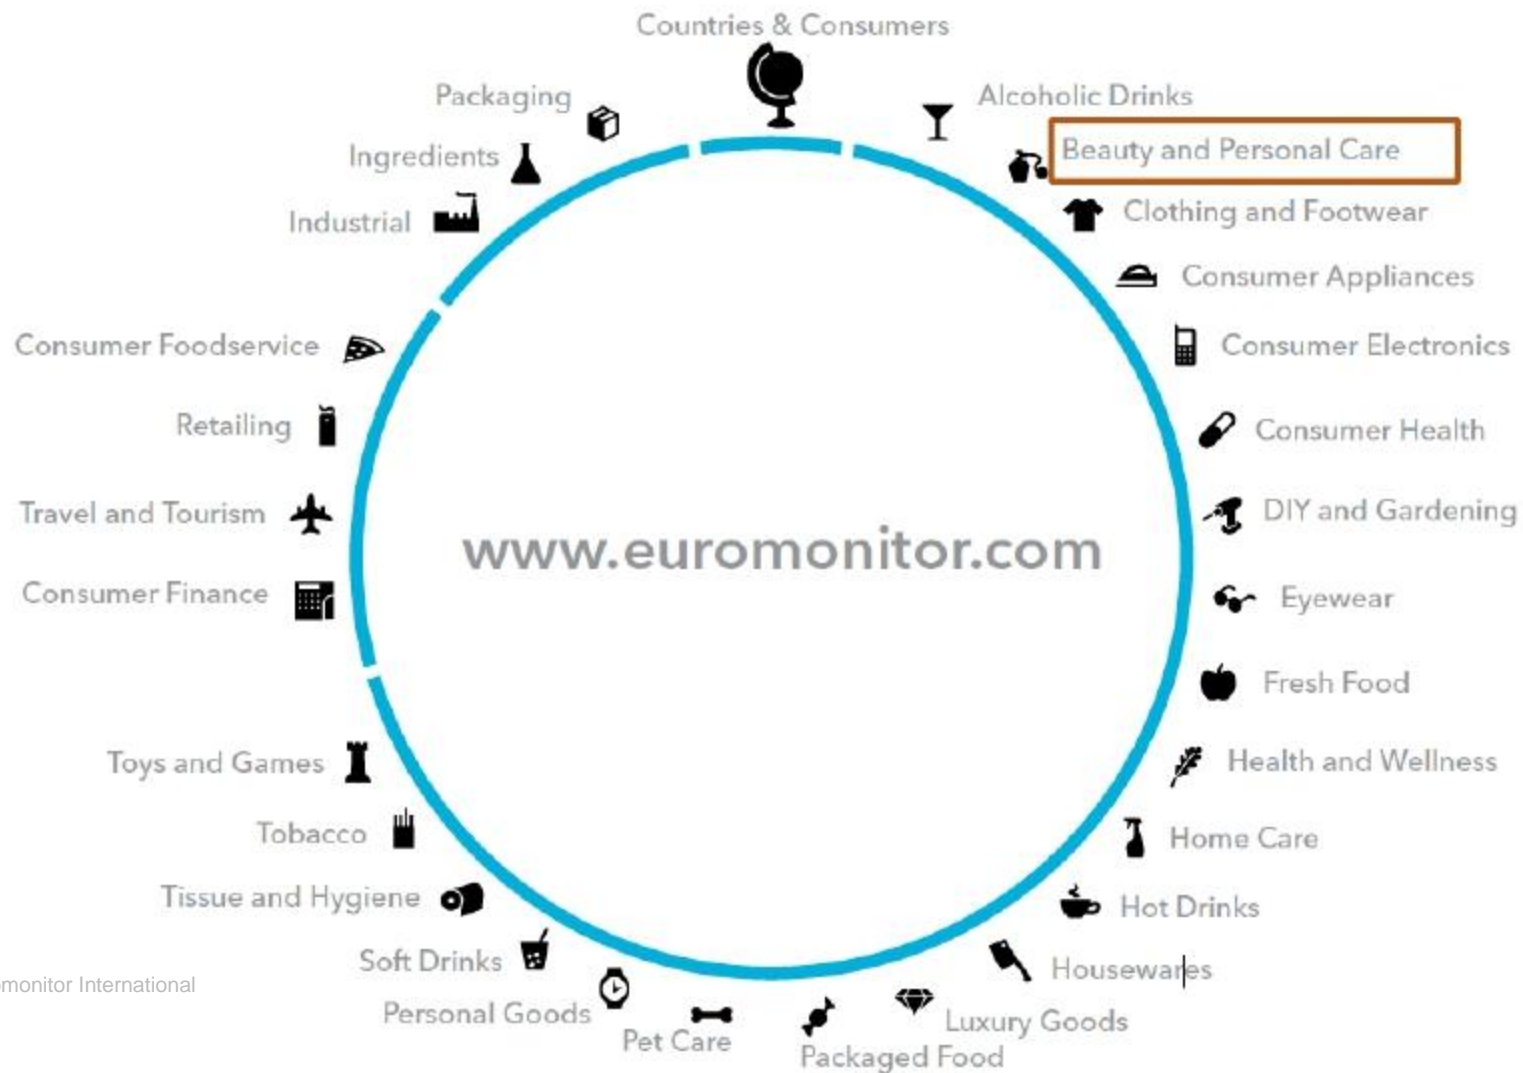 Countries & Consumers
Alcoholic Drinks
Beauty and Personal Care
Clothing and Footwear
Consumer Appliances
Consumer Electronics
Consumer Health
DIY and Gardening
Eyewear
Fresh Food
Health and Wellness
Home Care
Hot Drinks
Housewares
Luxury Goods
Packaged Food
Pet Care
Personal Goods
Soft Drinks
Tissue and Hygiene
Tobacco
Toys and Games
Consumer Finance
Travel and Tourism
Retailing
Consumer Foodservice
Industrial
Ingredients
Packaging
www.euromonitor.com
monitor International